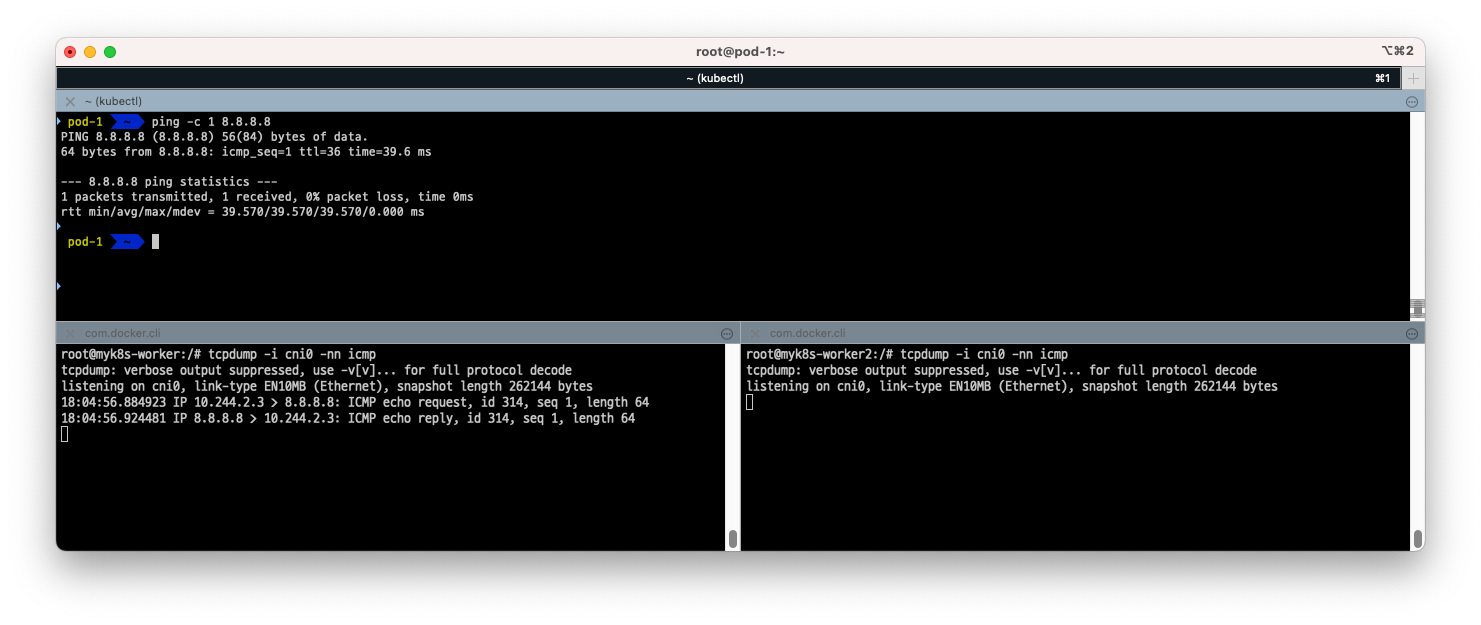 root@pod-1:~
⌥⌘2
~ (kubectl)
⌘1
~ (kubectl)
pod-1 ~ ping -c 1 8.8.8.8
PING 8.8.8.8 (8.8.8.8) 56(84) bytes of data.
64 bytes from 8.8.8.8: icmp_seq=1 ttl=36 time=39.6 ms
--- 8.8.8.8 ping statistics ---
1 packets transmitted, 1 received, 0% packet loss, time 0ms
rtt min/avg/max/mdev = 39.570/39.570/39.570/0.000 ms
pod-1 ~
com.docker.cli
root@myk8s-worker:/# tcpdump -i cni0 -nn icmp
tcpdump: verbose output suppressed, use -v[v]... for full protocol decode
listening on cni0, link-type EN10MB (Ethernet), snapshot length 262144 bytes
18:04:56.884923 IP 10.244.2.3 > 8.8.8.8: ICMP echo request, id 314, seq 1, length 64
18:04:56.924481 IP 8.8.8.8 > 10.244.2.3: ICMP echo reply, id 314, seq 1, length 64
com.docker.cli
root@myk8s-worker2:/# tcpdump -i cni0 -nn icmp
tcpdump: verbose output suppressed, use -v[v]... for full protocol decode
listening on cni0, link-type EN10MB (Ethernet), snapshot length 262144 bytes